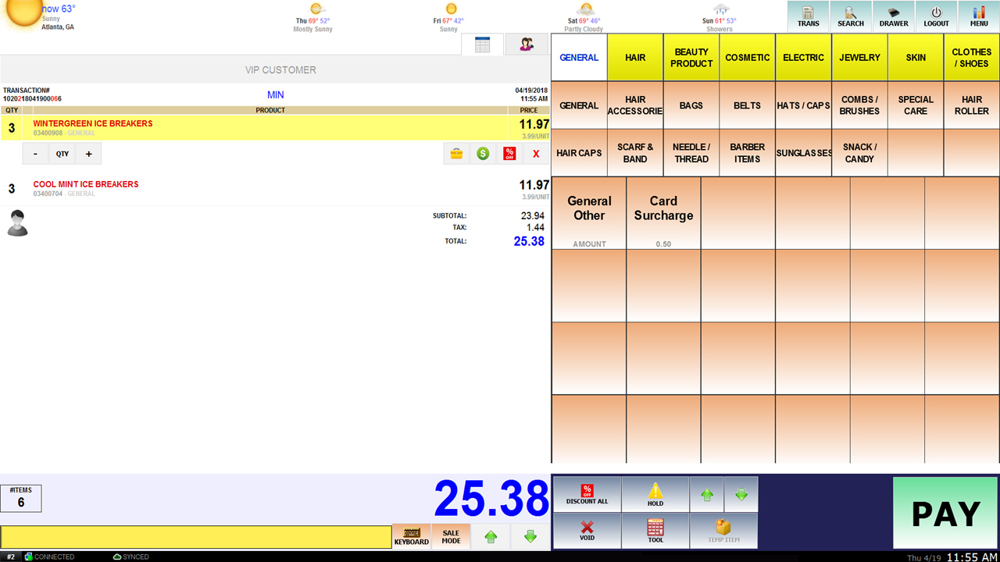 now 63°
Sunny
Atlanta, GA
Thu 69° 52°
Mostly Sunny
Fri 67° 42°
Sunny
Sat 69° 46°
Partly Cloudy
Sun 61° 53°
Showers
TRANS
SEARCH
DRAWER
LOGOUT
MENU
VIP CUSTOMER
TRANSACTION#
1020218041900066
MIN
04/19/2018
11:55 AM
QTY PRODUCT PRICE
3 WINTERGREEN ICE BREAKERS 11.97
03400908 - GENERAL 3.99/UNIT
- QTY + % OFF X
3 COOL MINT ICE BREAKERS 11.97
03400704 - GENERAL 3.99/UNIT
SUBTOTAL: 23.94
TAX: 1.44
TOTAL: 25.38
#ITEMS
6
25.38
KEYBOARD
SALE
MODE
GENERAL
HAIR
BEAUTY
PRODUCT
COSMETIC
ELECTRIC
JEWELRY
SKIN
CLOTHES
/ SHOES
GENERAL
HAIR
ACCESSORIE
BAGS
BELTS
HATS / CAPS
COMBS /
BRUSHES
SPECIAL
CARE
HAIR
ROLLER
HAIR CAPS
SCARF &
BAND
NEEDLE /
THREAD
BARBER
ITEMS
SUNGLASSES
SNACK /
CANDY
General
Other
AMOUNT
Card
Surcharge
0.50
% OFF
DISCOUNT ALL
HOLD
VOID
TOOL
TEMP ITEM
PAY
#2 CONNECTED SYNCED
Thu 4/19 11:55 AM